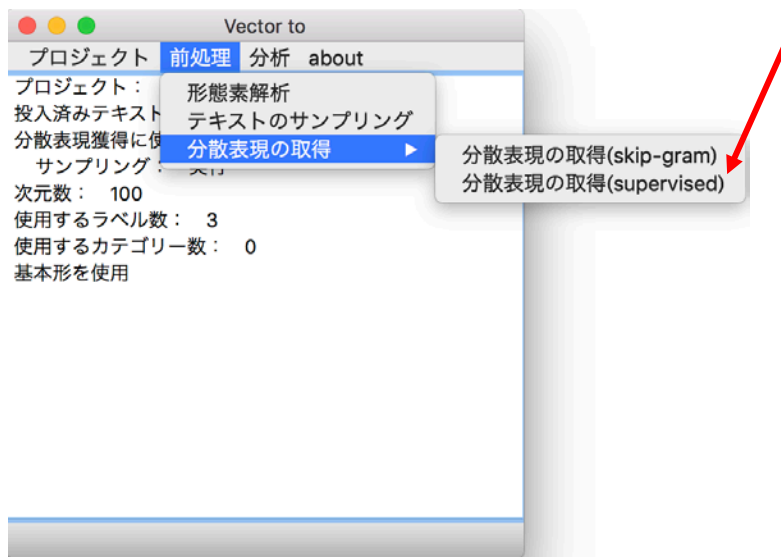 Vector to
プロジェクト 前処理 分析 about
プロジェクト：
投入済みテキスト
分散表現獲得に使
サンプリング：
次元数： 100
使用するラベル数： 3
使用するカテゴリー数： 0
基本形を使用
形態素解析
テキストのサンプリング
分散表現の取得 ▶
分散表現の取得(skip-gram)
分散表現の取得(supervised)